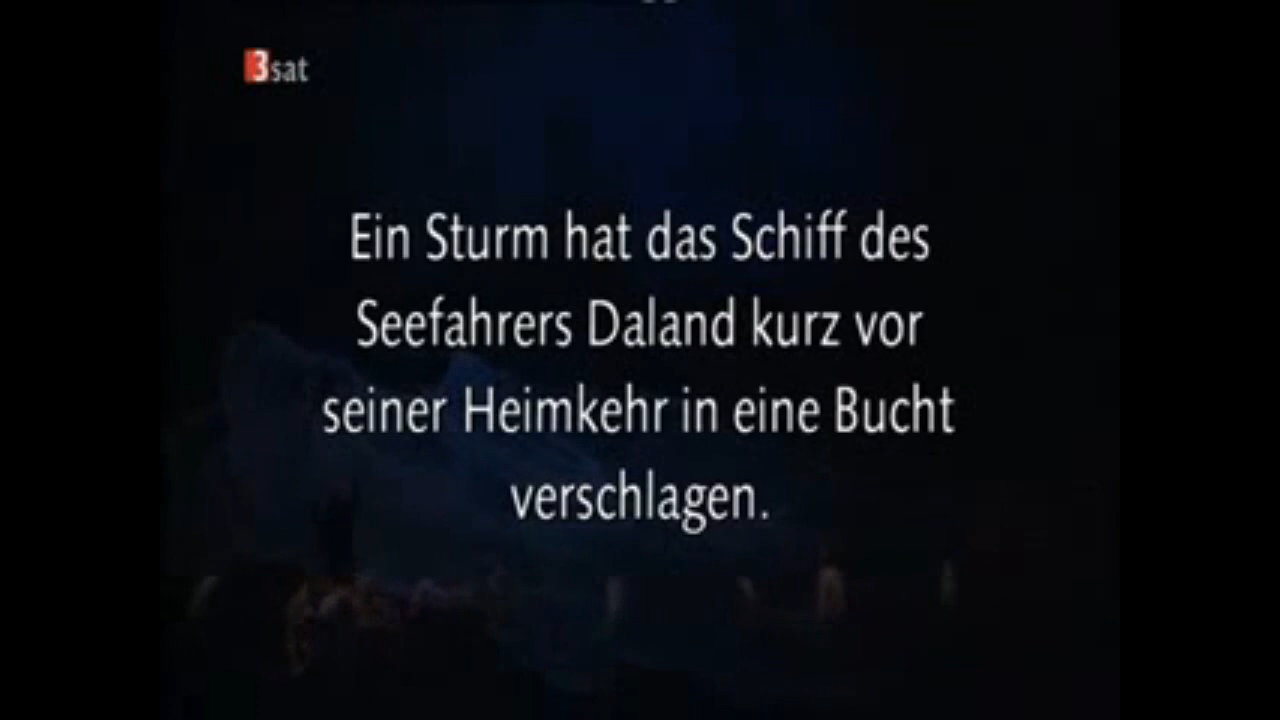 3sat
Ein Sturm hat das Schiff des
Seefahrers Daland kurz vor
seiner Heimkehr in eine Bucht
verschlagen.